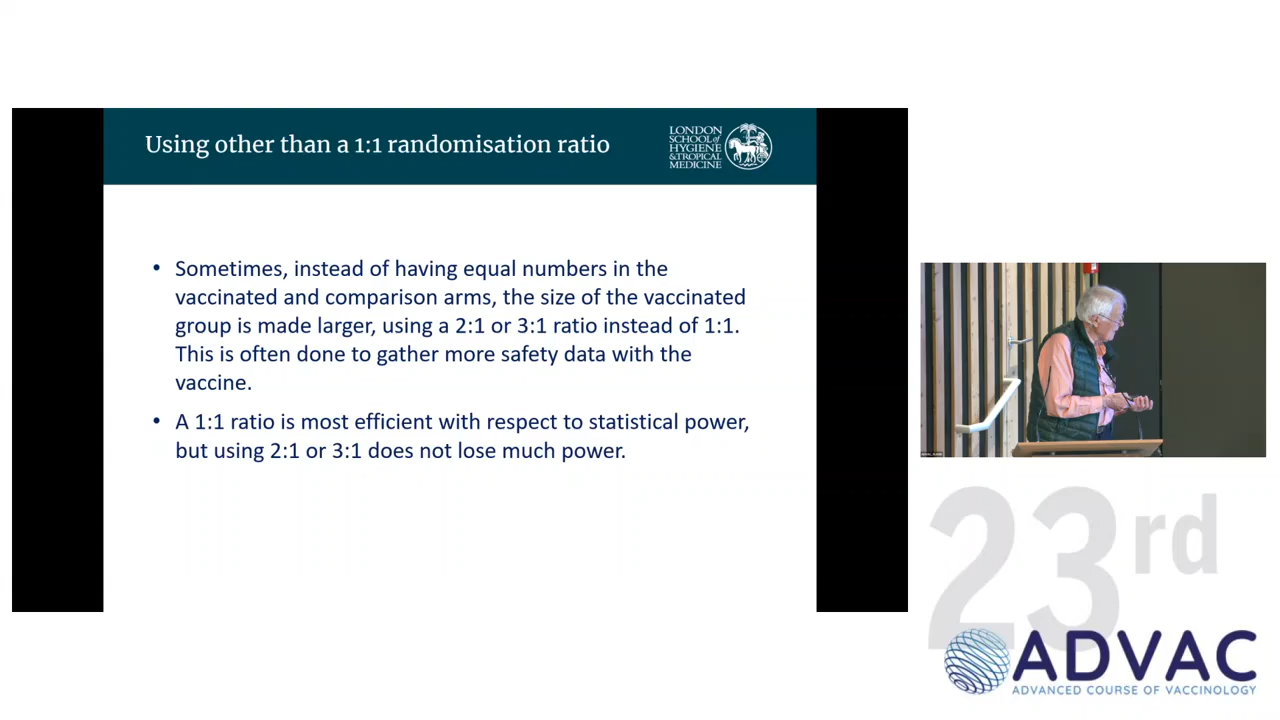 Using other than a 1:1 randomisation ratio
LONDON
SCHOOL of
HYGIENE
& TROPICAL
MEDICINE
• Sometimes, instead of having equal numbers in the
vaccinated and comparison arms, the size of the vaccinated
group is made larger, using a 2:1 or 3:1 ratio instead of 1:1.
This is often done to gather more safety data with the
vaccine.
• A 1:1 ratio is most efficient with respect to statistical power,
but using 2:1 or 3:1 does not lose much power.
23rd
ADVAC
ADVANCED COURSE OF VACCINOLOGY